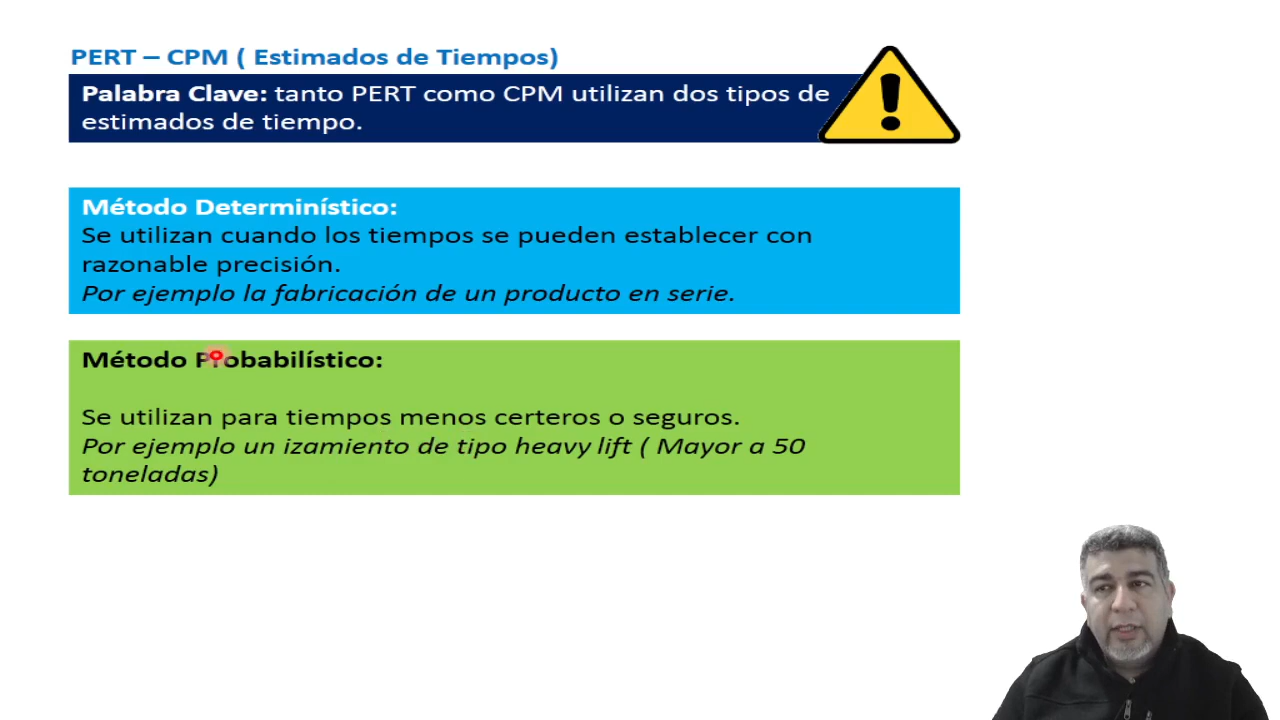 PERT – CPM ( Estimados de Tiempos)
Palabra Clave: tanto PERT como CPM utilizan dos tipos de
estimados de tiempo.
Método Determinístico:
Se utilizan cuando los tiempos se pueden establecer con
razonable precisión.
Por ejemplo la fabricación de un producto en serie.
Método Probabilístico:
Se utilizan para tiempos menos certeros o seguros.
Por ejemplo un izamiento de tipo heavy lift ( Mayor a 50
toneladas)